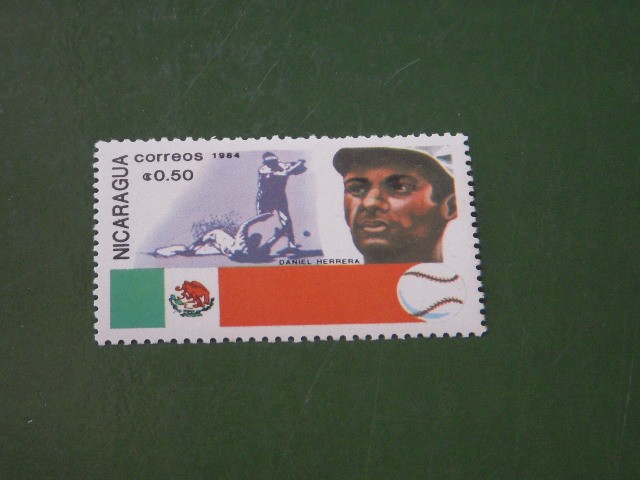 NICARAGUA
correos 1984
₡0.50
DANIEL HERRERA